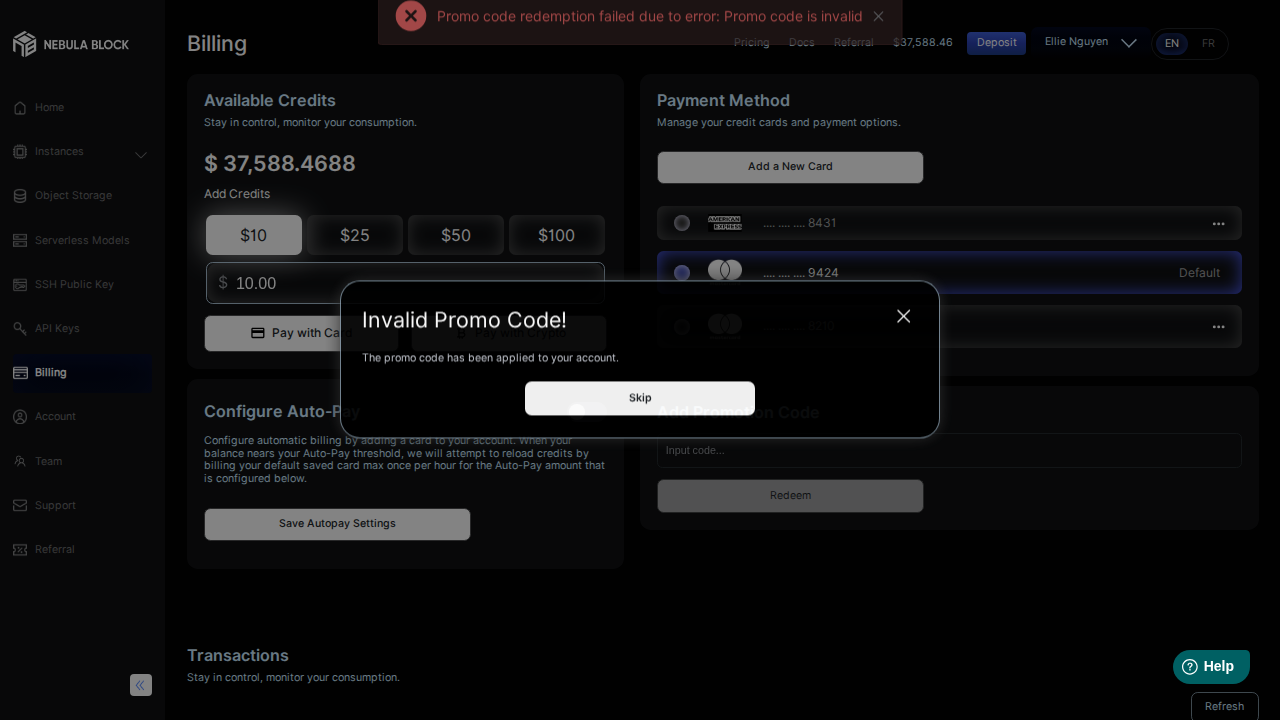 Promo code redemption failed due to error: Promo code is invalid
NEBULA BLOCK
Billing
Pricing
Docs
Referral
$37,588.46
Deposit
Ellie Nguyen
EN
FR
Home
Instances
Object Storage
Serverless Models
SSH Public Key
API Keys
Billing
Account
Team
Support
Referral
Available Credits
Stay in control, monitor your consumption.
$ 37,588.4688
Add Credits
$10
$25
$50
$100
$ 10.00
Pay with Card
Payment Method
Manage your credit cards and payment options.
Add a New Card
AMERICAN EXPRESS
.... .... .... 8431
.... .... .... 9424
Default
Invalid Promo Code!
The promo code has been applied to your account.
Skip
Configure Auto-Pay
Configure automatic billing by adding a card to your account. When your
balance nears your Auto-Pay threshold, we will attempt to reload credits by
billing your default saved card max once per hour for the Auto-Pay amount that
is configured below.
Save Autopay Settings
Add Promotion Code
Input code...
Redeem
Transactions
Stay in control, monitor your consumption.
Help
Refresh